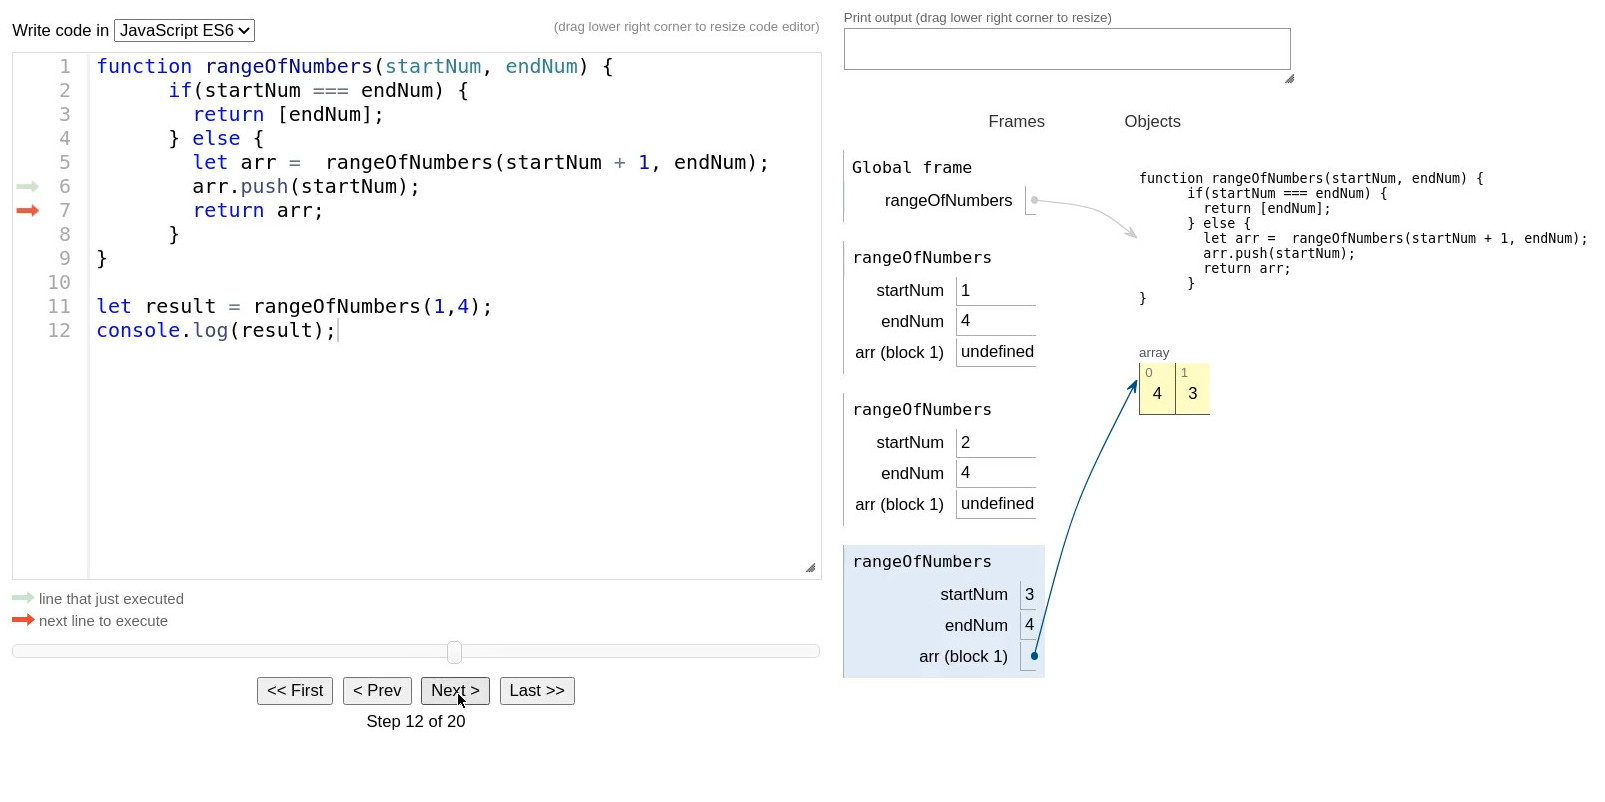 Write code in JavaScript ES6
(drag lower right corner to resize code editor)
1 function rangeOfNumbers(startNum, endNum) {
2 if(startNum === endNum) {
3 return [endNum];
4 } else {
5 let arr =  rangeOfNumbers(startNum + 1, endNum);
6 arr.push(startNum);
7 return arr;
8 }
9 }
10
11 let result = rangeOfNumbers(1,4);
12 console.log(result);
line that just executed
next line to execute
<< First < Prev Next > Last >>
Step 12 of 20
Print output (drag lower right corner to resize)
Frames Objects
Global frame
rangeOfNumbers
rangeOfNumbers
startNum 1
endNum 4
arr (block 1) undefined
rangeOfNumbers
startNum 2
endNum 4
arr (block 1) undefined
rangeOfNumbers
startNum 3
endNum 4
arr (block 1)
function rangeOfNumbers(startNum, endNum) {
if(startNum === endNum) {
return [endNum];
} else {
let arr =  rangeOfNumbers(startNum + 1, endNum);
arr.push(startNum);
return arr;
}
}
array
0 1
4 3